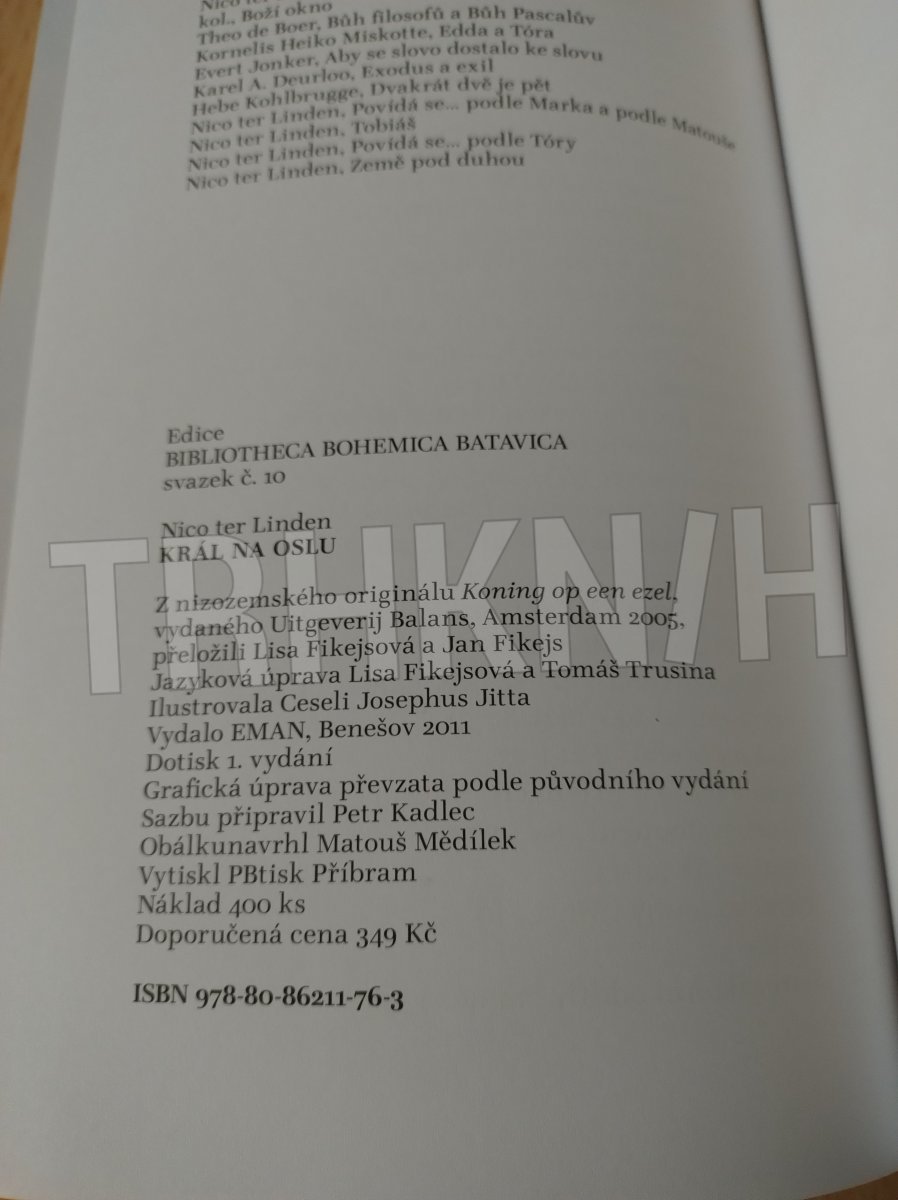 Nico ter
kol., Boží okno
Theo de Boer, Bůh filosofů a Bůh Pascalův
Kornelis Heiko Miskotte, Edda a Tóra
Evert Jonker, Aby se slovo dostalo ke slovu
Karel A. Deurloo, Exodus a exil
Hebe Kohlbrugge, Dvakrát dvě je pět
Nico ter Linden, Povídá se... podle Marka a podle Matouše
Nico ter Linden, Tobiáš
Nico ter Linden, Povídá se... podle Tóry
Nico ter Linden, Země pod duhou
Edice
BIBLIOTHECA BOHEMICA BATAVICA
svazek č. 10
Nico ter Linden
KRÁL NA OSLU
Z nizozemského originálu Koning op een ezel,
vydaného Uitgeverij Balans, Amsterdam 2005,
přeložili Lisa Fikejsová a Jan Fikejs
Jazyková úprava Lisa Fikejsová a Tomáš Trusina
Ilustrovala Ceseli Josephus Jitta
Vydalo EMAN, Benešov 2011
Dotisk 1. vydání
Grafická úprava převzata podle původního vydání
Sazbu připravil Petr Kadlec
Obálkunavrhl Matouš Mědílek
Vytiskl PBtisk Příbram
Náklad 400 ks
Doporučená cena 349 Kč
ISBN 978-80-86211-76-3